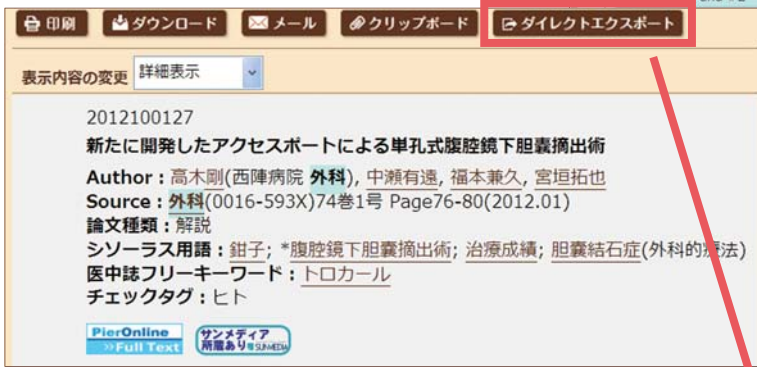 印刷 ダウンロード メール クリップボード ダイレクトエクスポート
表示内容の変更 詳細表示
2012100127
新たに開発したアクセスポートによる単孔式腹腔鏡下胆嚢摘出術
Author：高木剛(西陣病院 外科), 中瀬有遠, 福本兼久, 宮垣拓也
Source：外科(0016-593X)74巻1号 Page76-80(2012.01)
論文種類：解説
シソーラス用語：鉗子; *腹腔鏡下胆嚢摘出術; 治療成績; 胆嚢結石症(外科的療法)
医中誌フリーキーワード：トロカール
チェックタグ：ヒト
PierOnline サンメディア
»Full Text 所蔵あり SUNMEDIA